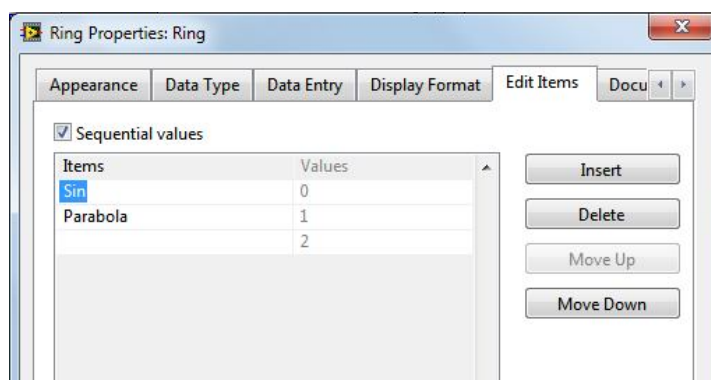 Ring Properties: Ring
x
Appearance Data Type Data Entry Display Format Edit Items Docu
Sequential values
Items Values
Sin 0
Parabola 1
2
Insert
Delete
Move Up
Move Down